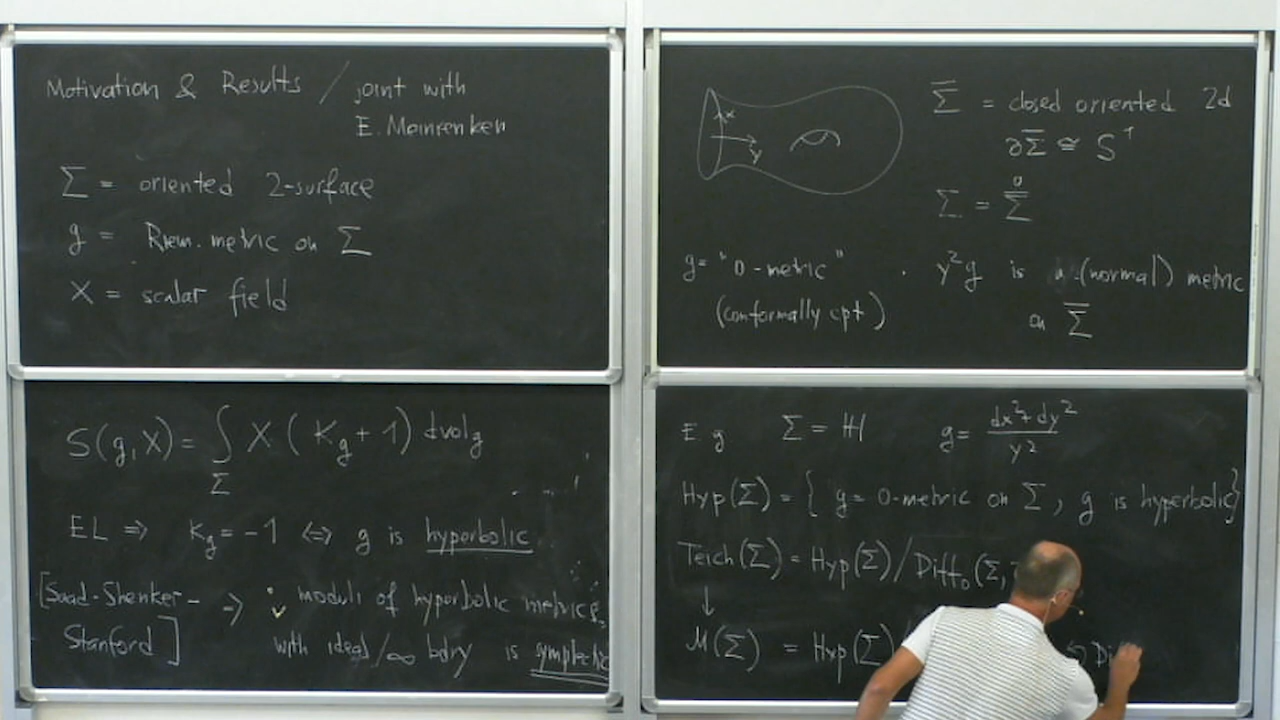 Motivation & Results / joint with
E. Meinrenken
Σ = oriented 2-surface
g = Riem. metric on Σ
X = scalar field
S(g,X) = ∫_Σ X (K_g + 1) dvol_g
EL ⇒ K_g = -1 ⇔ g is hyperbolic
[Saad-Shenker- ⇒ moduli of hyperbolic metrics
Stanford] with ideal/∞ bdry is symplectic
x
y
Σ̅ = closed oriented 2d
∂Σ̅ ≅ S¹
Σ = Σ̅°
g = "0-metric" · y²g is a (normal) metric
(conformally cpt) on Σ̅
E.g Σ = ℍ g = dx²+dy² / y²
Hyp(Σ) = { g = 0-metric on Σ, g is hyperbolic}
Teich(Σ) = Hyp(Σ)/Diff₀(Σ,
↓
M(Σ) = Hyp(Σ)